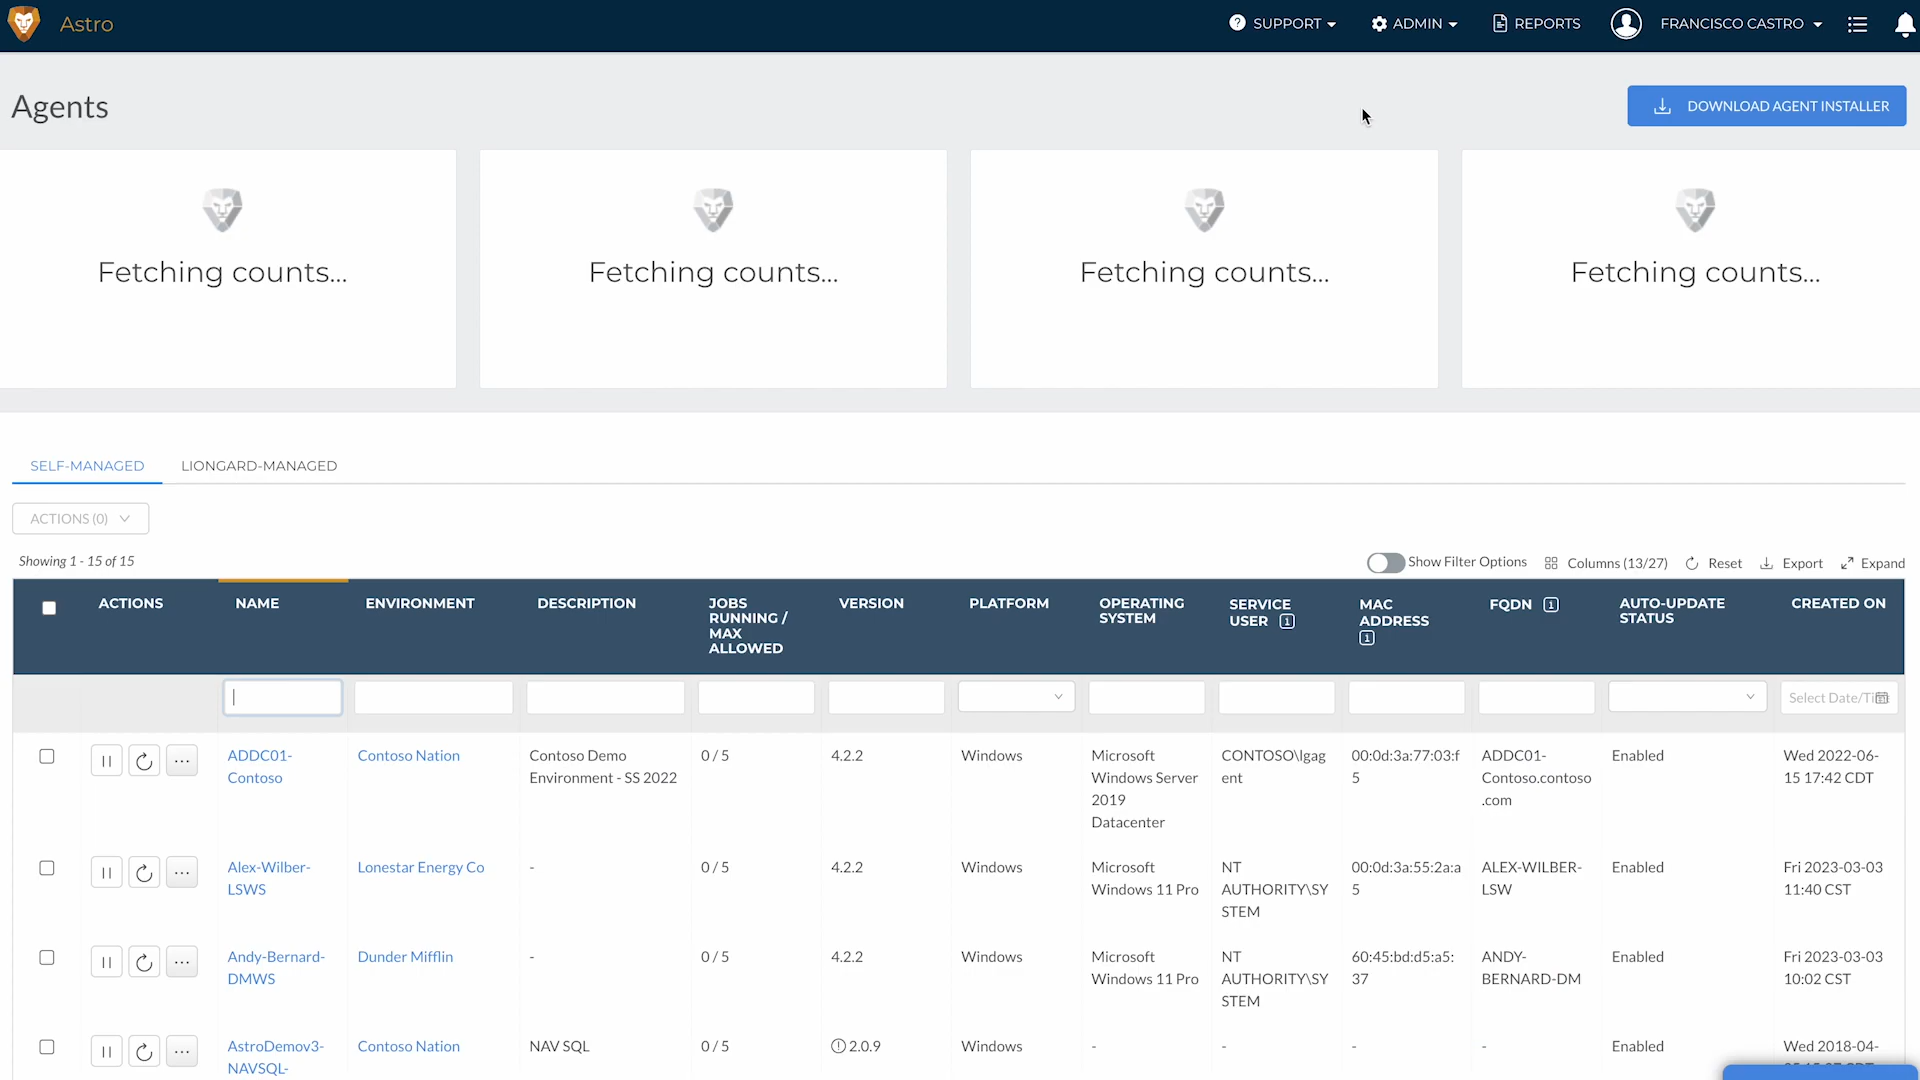 Astro
SUPPORT
ADMIN
REPORTS
FRANCISCO CASTRO
Agents
DOWNLOAD AGENT INSTALLER
Fetching counts...
Fetching counts...
Fetching counts...
Fetching counts...
SELF-MANAGED
LIONGARD-MANAGED
ACTIONS (0)
Showing 1 - 15 of 15
Show Filter Options
Columns (13/27)
Reset
Export
Expand
ACTIONS
NAME
ENVIRONMENT
DESCRIPTION
JOBS
RUNNING /
MAX
ALLOWED
VERSION
PLATFORM
OPERATING
SYSTEM
SERVICE
USER
MAC
ADDRESS
FQDN
AUTO-UPDATE
STATUS
CREATED ON
Select Date/Ti
ADDC01-
Contoso
Contoso Nation
Contoso Demo
Environment - SS 2022
0 / 5
4.2.2
Windows
Microsoft
Windows Server
2019
Datacenter
CONTOSO\lgag
ent
00:0d:3a:77:03:f
5
ADDC01-
Contoso.contoso
.com
Enabled
Wed 2022-06-
15 17:42 CDT
Alex-Wilber-
LSWS
Lonestar Energy Co
-
0 / 5
4.2.2
Windows
Microsoft
Windows 11 Pro
NT
AUTHORITY\SY
STEM
00:0d:3a:55:2a:a
5
ALEX-WILBER-
LSW
Enabled
Fri 2023-03-03
11:40 CST
Andy-Bernard-
DMWS
Dunder Mifflin
-
0 / 5
4.2.2
Windows
Microsoft
Windows 11 Pro
NT
AUTHORITY\SY
STEM
60:45:bd:d5:a5:
37
ANDY-
BERNARD-DM
Enabled
Fri 2023-03-03
10:02 CST
AstroDemov3-
NAVSQL-
Contoso Nation
NAV SQL
0 / 5
2.0.9
Windows
-
-
-
-
Enabled
Wed 2018-04-